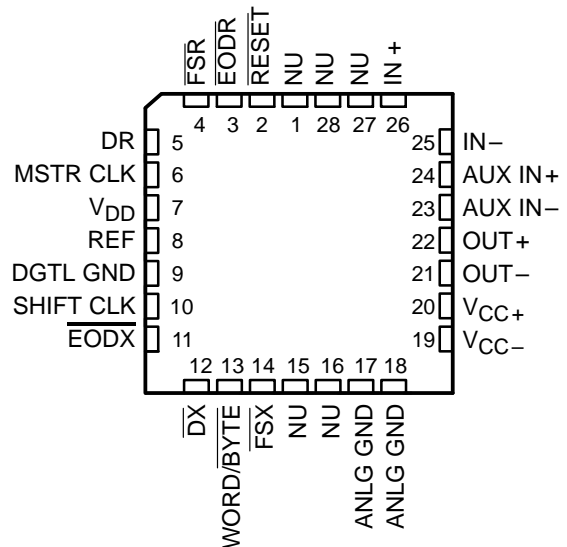 FSR
EODR
RESET
NU
NU
NU
IN +
4
3
2
1
28
27
26
DR 5
MSTR CLK 6
VDD 7
REF 8
DGTL GND 9
SHIFT CLK 10
EODX 11
25 IN−
24 AUX IN+
23 AUX IN−
22 OUT+
21 OUT−
20 VCC+
19 VCC−
12
13
14
15
16
17
18
DX
WORD/BYTE
FSX
NU
NU
ANLG GND
ANLG GND